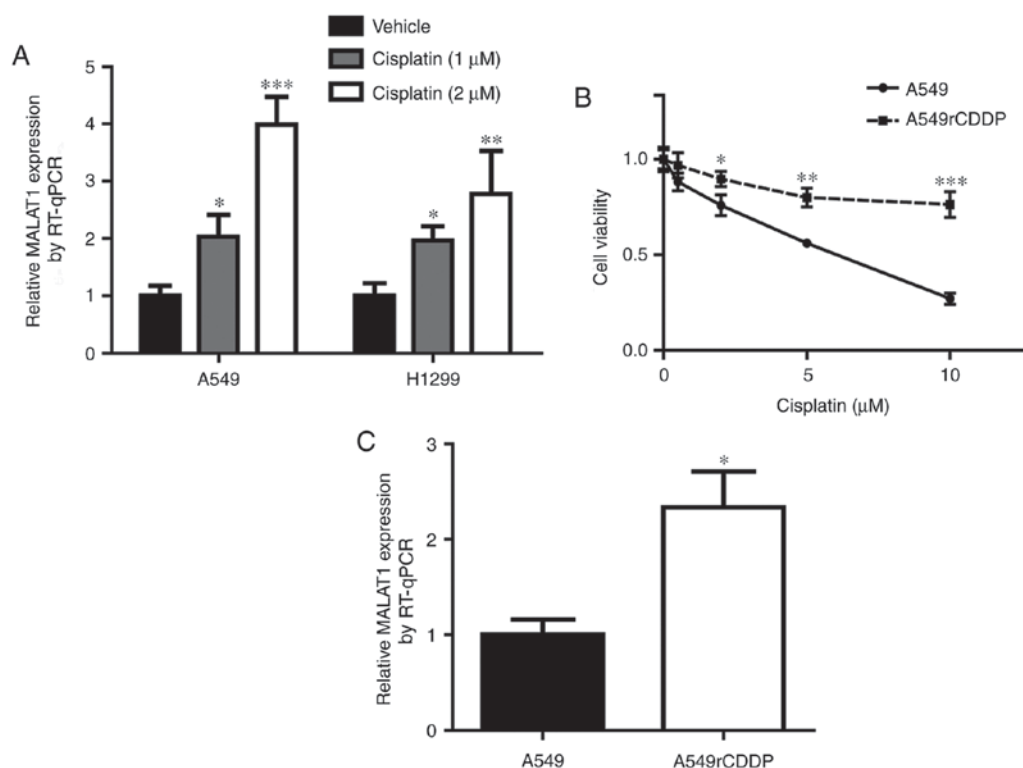 A
Vehicle
Cisplatin (1 μM)
Cisplatin (2 μM)
Relative MALAT1 expression
by RT-qPCR
5
4
3
2
1
0
*
***
*
**
A549
H1299
B
A549
A549rCDDP
Cell viability
1.0
0.5
0.0
*
**
***
0
5
10
Cisplatin (μM)
C
Relative MALAT1 expression
by RT-qPCR
3
2
1
0
*
A549
A549rCDDP